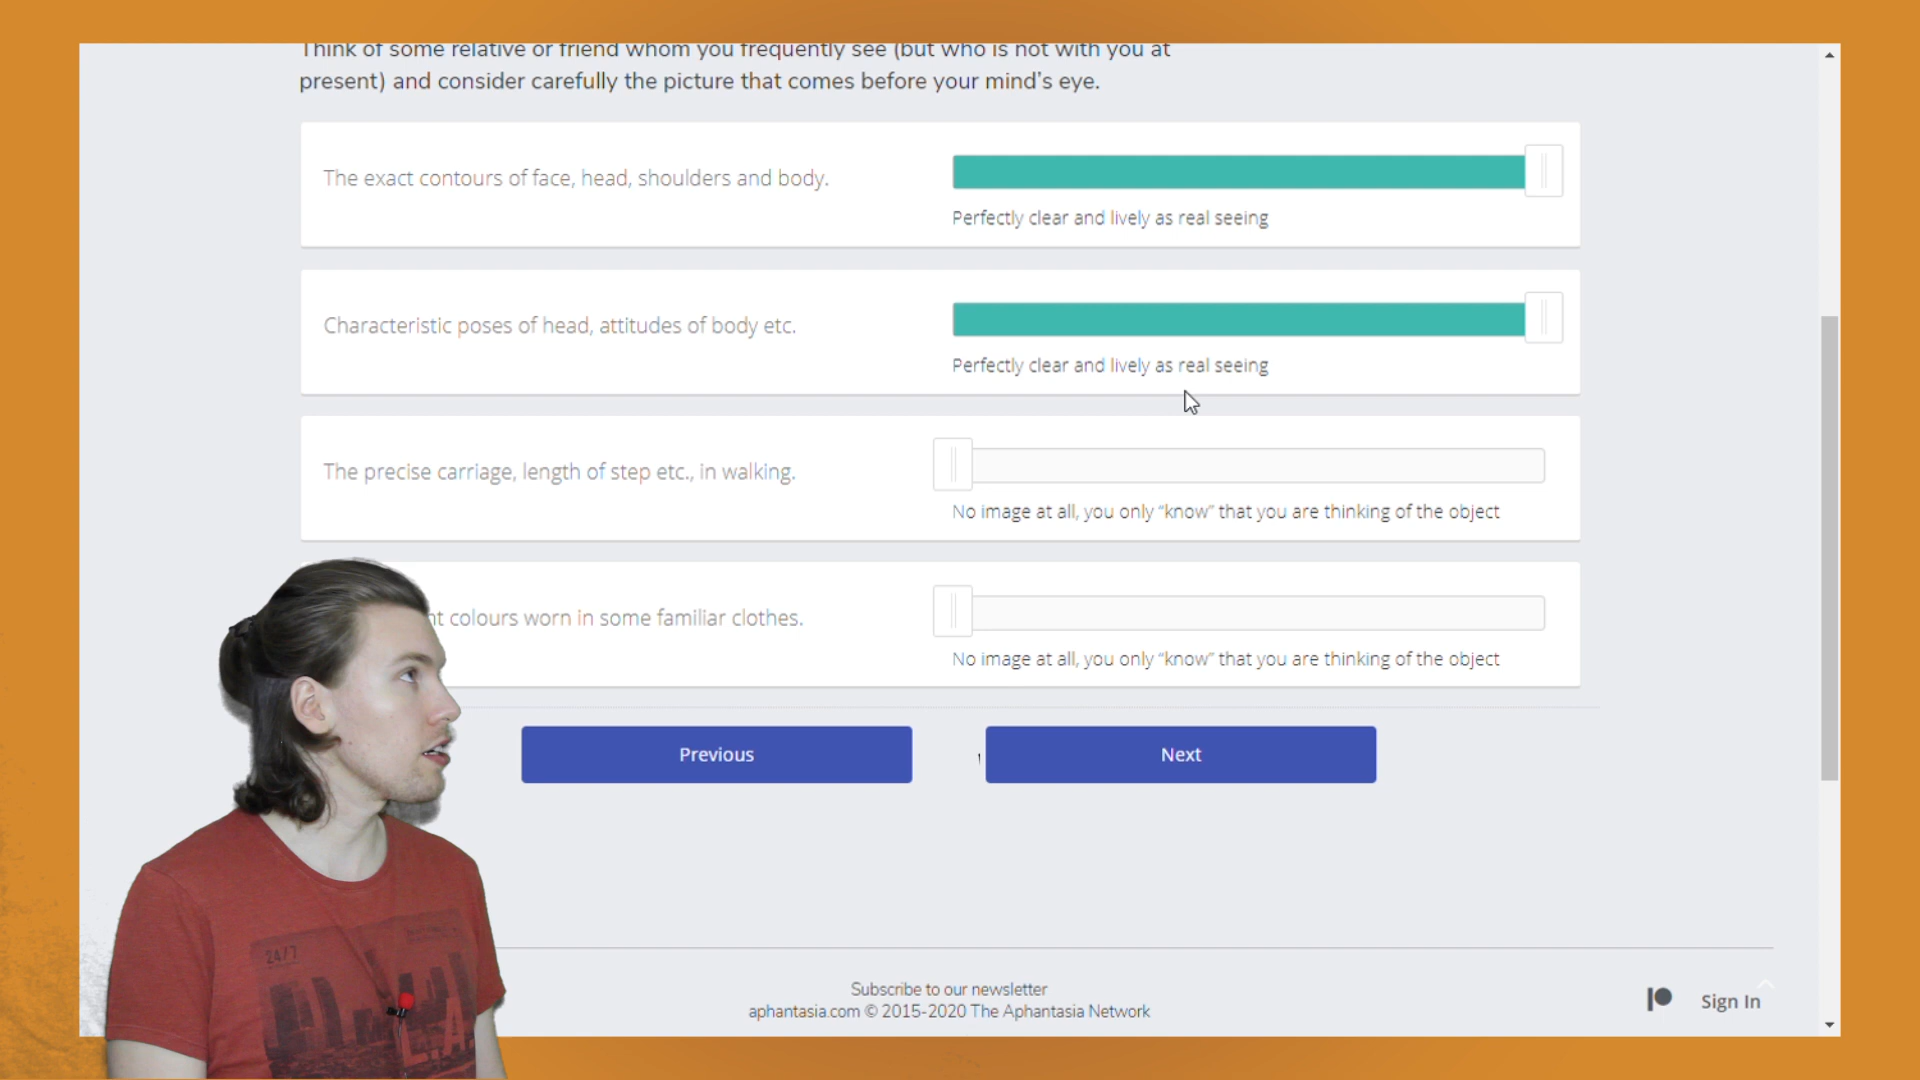 Think of some relative or friend whom you frequently see (but who is not with you at
present) and consider carefully the picture that comes before your mind's eye.
The exact contours of face, head, shoulders and body.
Perfectly clear and lively as real seeing
Characteristic poses of head, attitudes of body etc.
Perfectly clear and lively as real seeing
The precise carriage, length of step etc., in walking.
No image at all, you only “know” that you are thinking of the object
colours worn in some familiar clothes.
No image at all, you only “know” that you are thinking of the object
Previous
Next
24/7
L.A.
Subscribe to our newsletter
aphantasia.com © 2015-2020 The Aphantasia Network
Sign In